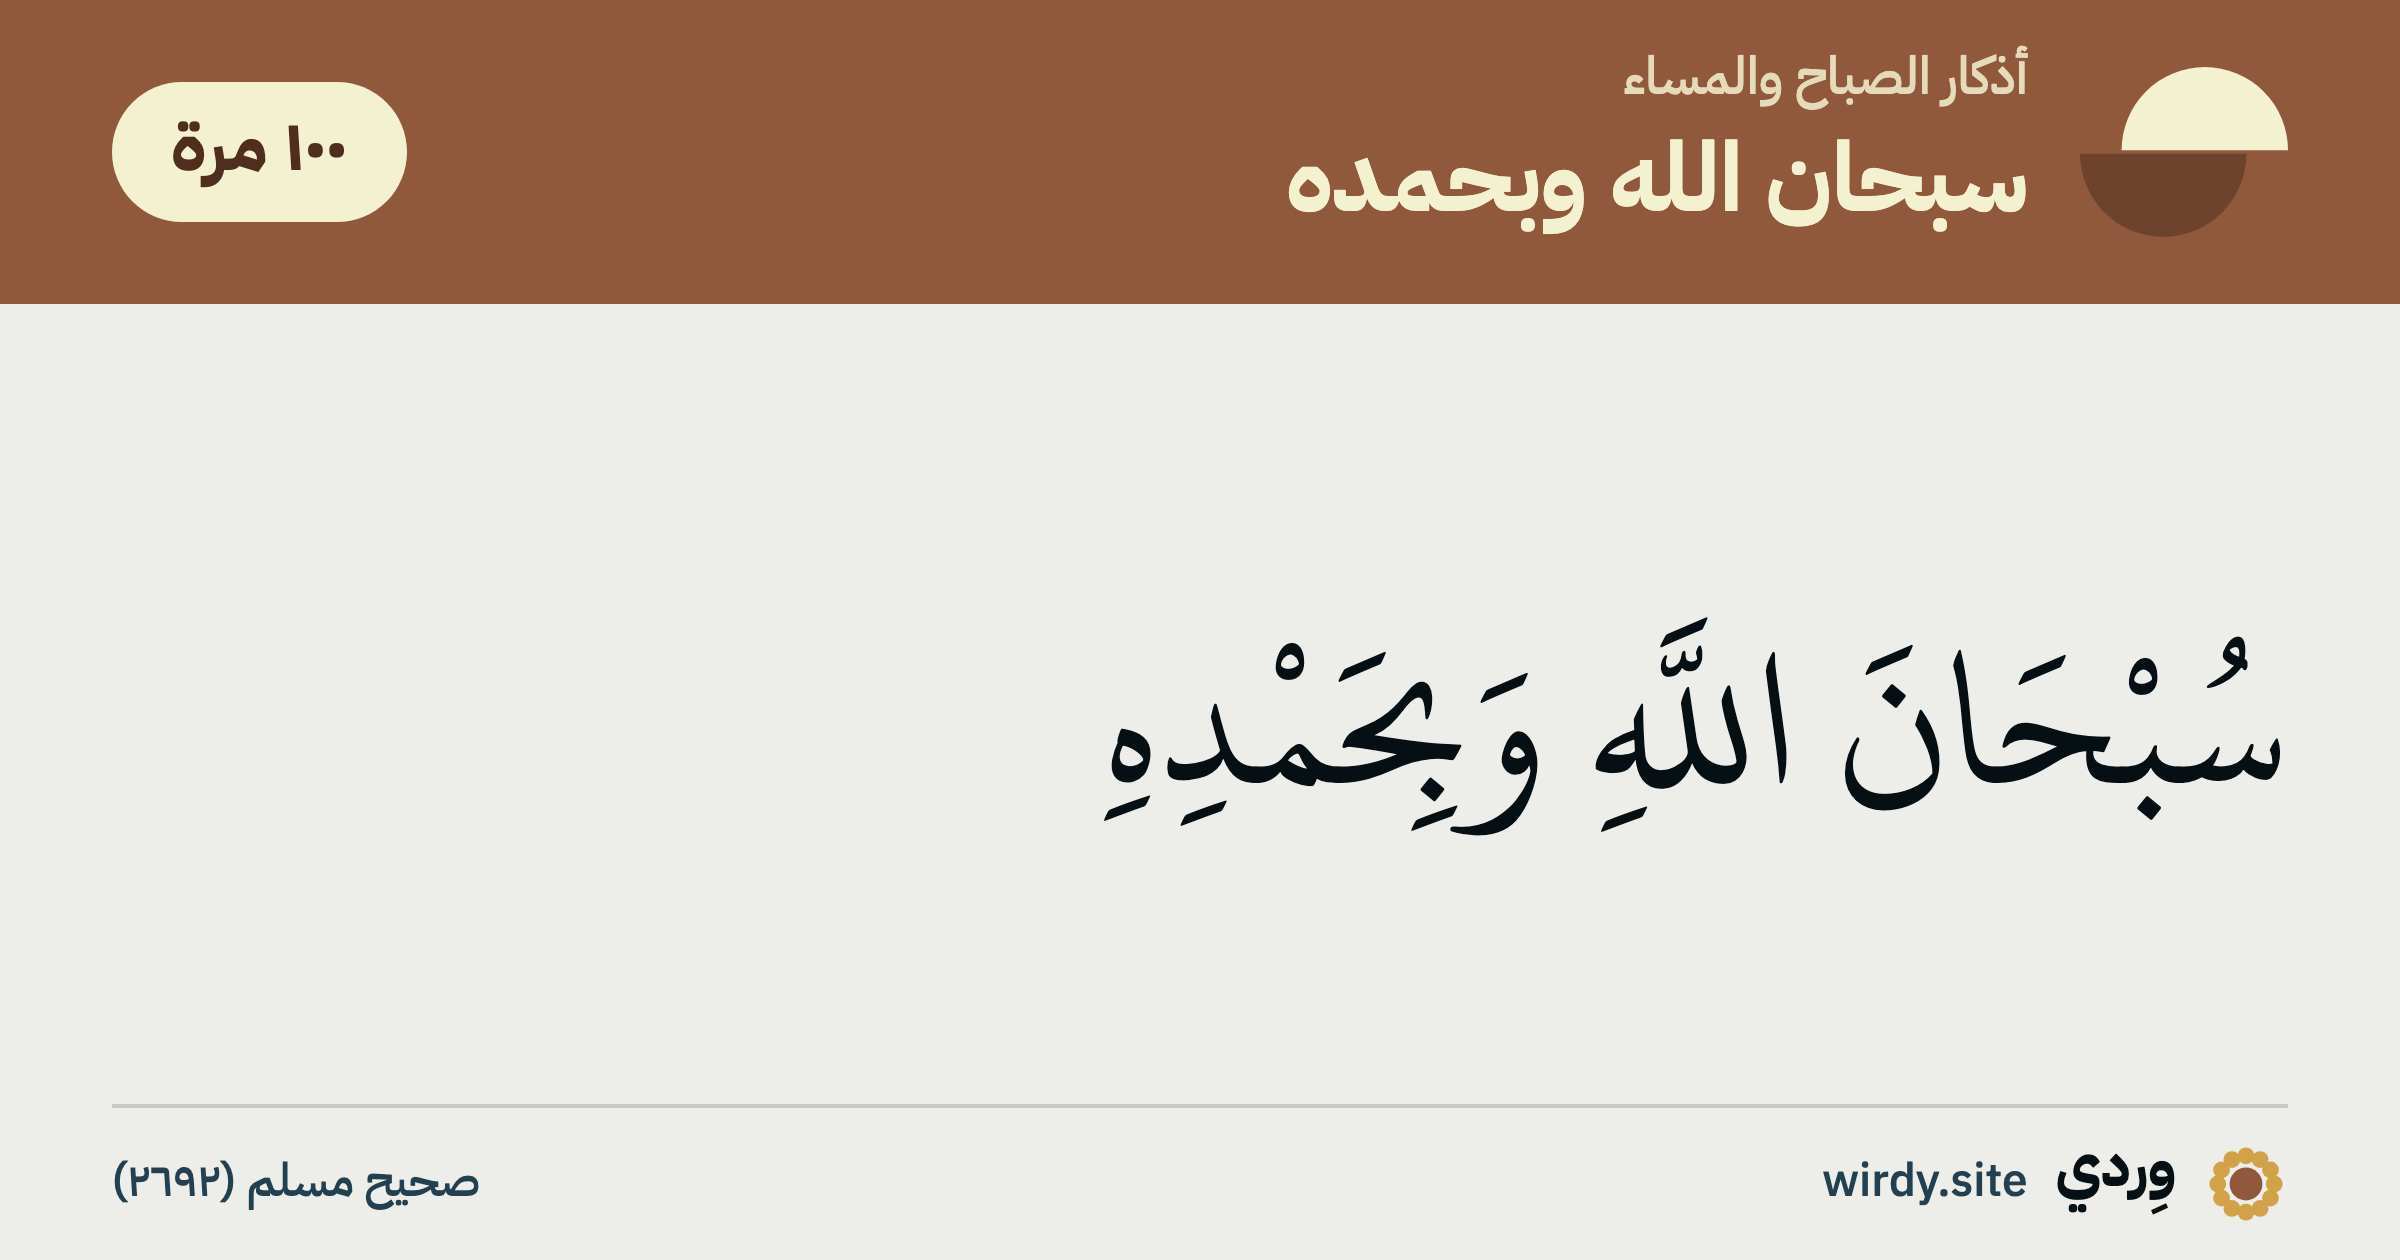 أذكار الصباح والمساء
سبحان الله وبحمده
١٠٠ مرة
سُبْحَانَ اللَّهِ وَبِحَمْدِهِ
وِردي wirdy.site
صحيح مسلم (٢٦٩٢)